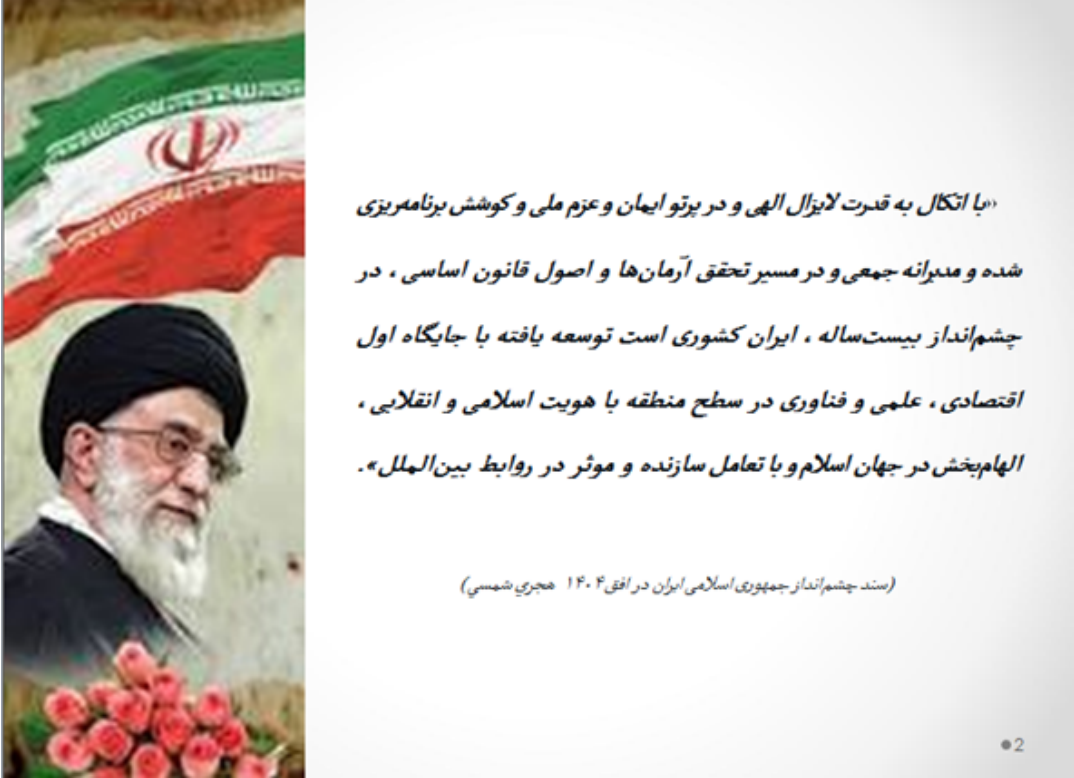 «با اتکال به قدرت لایزال الهی و در پرتو ایمان و عزم ملی و کوشش برنامه‌ریزی
شده و مدبرانه جمعی و در مسیر تحقق آرمان‌ها و اصول قانون اساسی ، در
چشم‌انداز بیست‌ساله ، ایران کشوری است توسعه یافته با جایگاه اول
اقتصادی ، علمی و فناوری در سطح منطقه با هویت اسلامی و انقلابی ،
الهام‌بخش در جهان اسلام و با تعامل سازنده و موثر در روابط بین‌الملل».
(سند چشم‌انداز جمهوری اسلامی ایران در افق ۱۴۰۴ هجري شمسي)
2